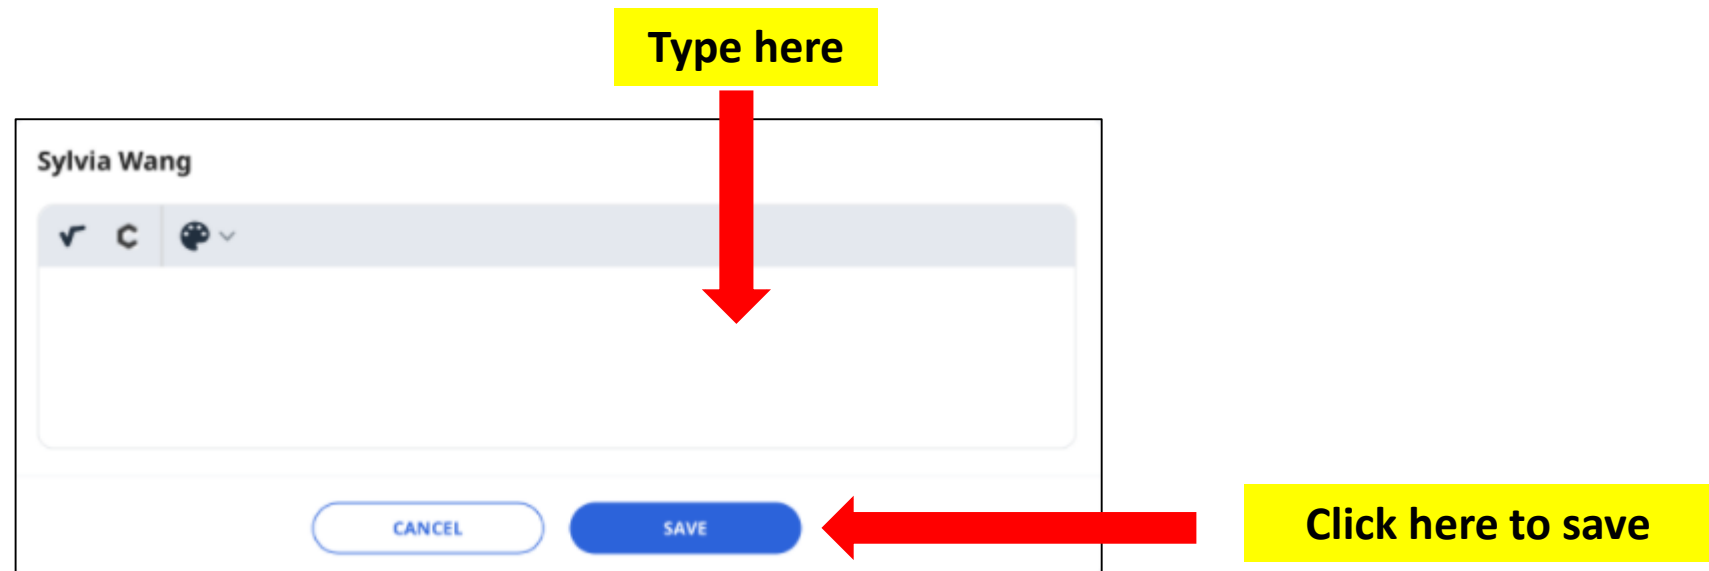 Type here
Sylvia Wang
CANCEL
SAVE
Click here to save